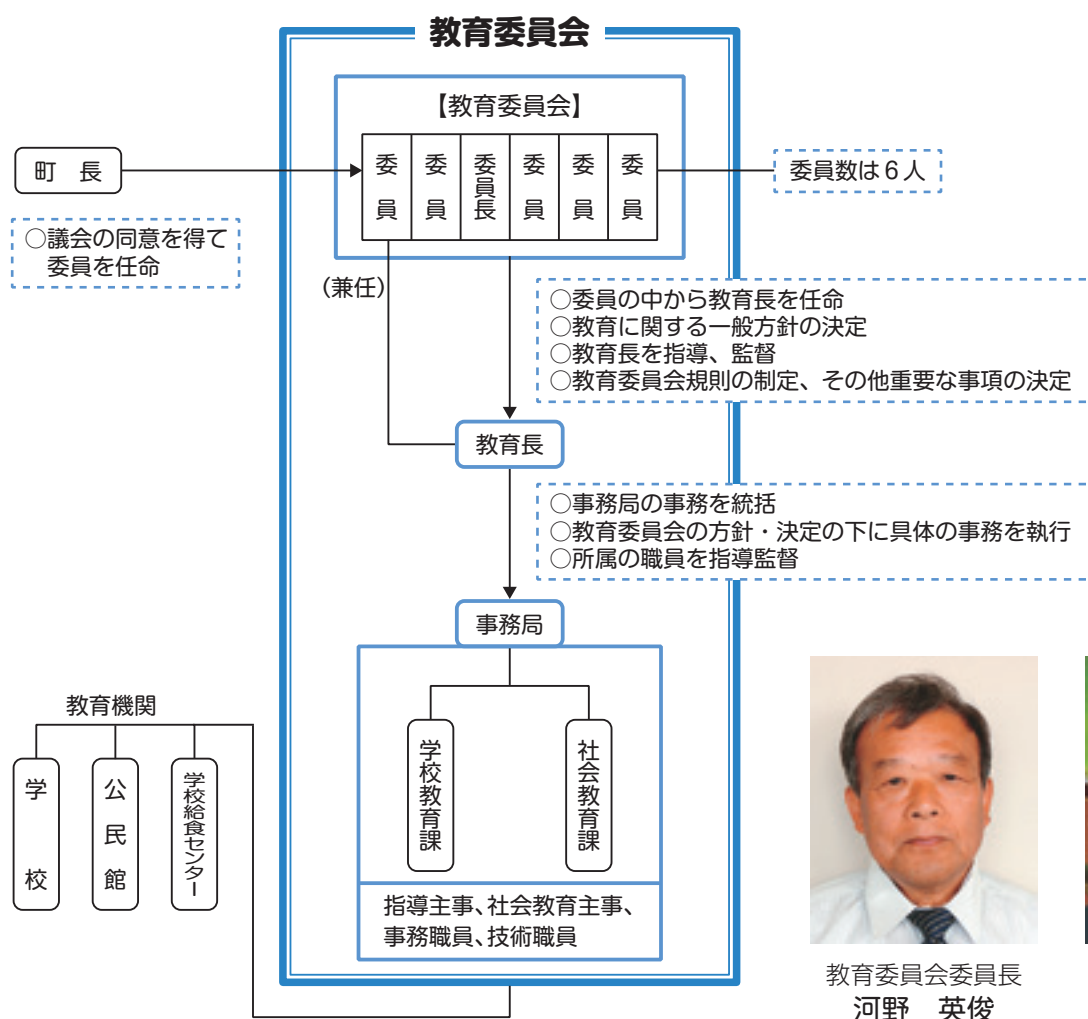 教育委員会
【教育委員会】
委員
委員
委員長
委員
委員
委員
町　長
委員数は６人
○議会の同意を得て
委員を任命
（兼任）
○委員の中から教育長を任命
○教育に関する一般方針の決定
○教育長を指導、監督
○教育委員会規則の制定、その他重要な事項の決定
教育長
○事務局の事務を統括
○教育委員会の方針・決定の下に具体の事務を執行
○所属の職員を指導監督
事務局
学校教育課
社会教育課
指導主事、社会教育主事、
事務職員、技術職員
教育機関
学校
公民館
学校給食センター
教育委員会委員長
河野　英俊